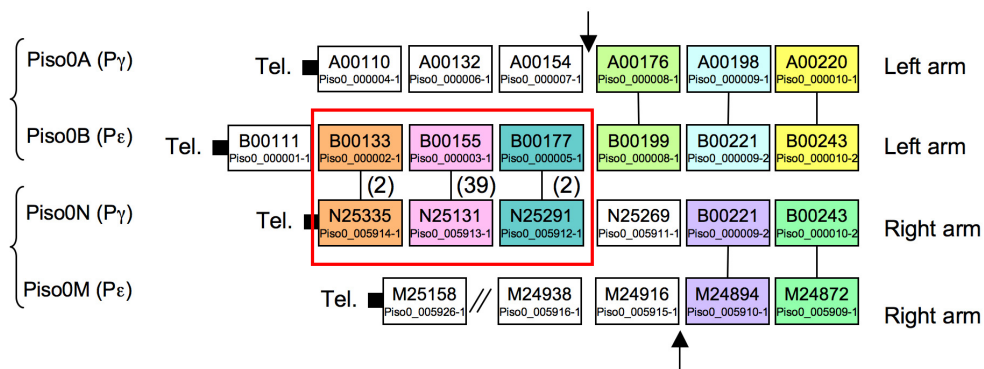 Piso0A (Pγ) Tel. A00110 A00132 A00154 A00176 A00198 A00220 Left arm
Piso0_000004-1 Piso0_000006-1 Piso0_000007-1 Piso0_000008-1 Piso0_000009-1 Piso0_000010-1
Piso0B (Pε) Tel. B00111 B00133 B00155 B00177 B00199 B00221 B00243 Left arm
Piso0_000001-1 Piso0_000002-1 Piso0_000003-1 Piso0_000005-1 Piso0_000008-1 Piso0_000009-2 Piso0_000010-2
(2) (39) (2)
Piso0N (Pγ) Tel. N25335 N25131 N25291 N25269 B00221 B00243 Right arm
Piso0_005914-1 Piso0_005913-1 Piso0_005912-1 Piso0_005911-1 Piso0_000009-2 Piso0_000010-2
Piso0M (Pε) Tel. M25158 // M24938 M24916 M24894 M24872 Right arm
Piso0_005926-1 Piso0_005916-1 Piso0_005915-1 Piso0_005910-1 Piso0_005909-1